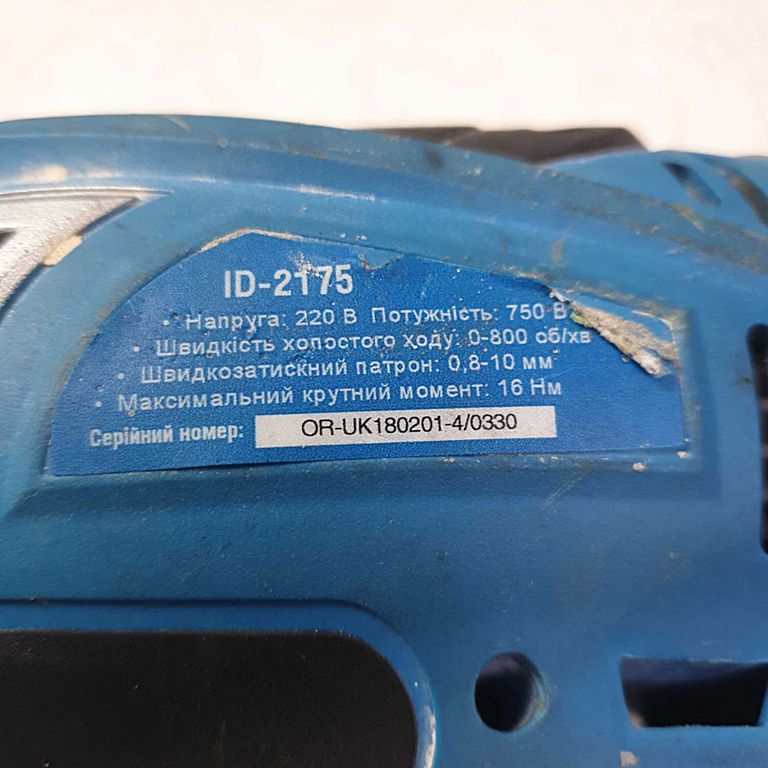 ID-2175
• Напруга: 220 В Потужність: 750 В
• Швидкість холостого ходу: 0-800 об/хв
• Швидкозатискний патрон: 0,8-10 мм
• Максимальний крутний момент: 16 Нм
Серійний номер: OR-UK180201-4/0330